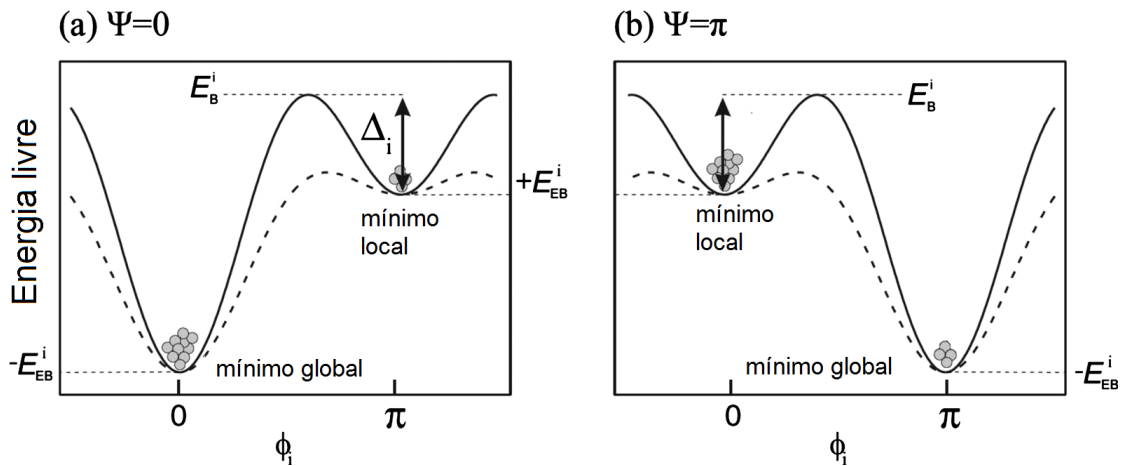 (a) Ψ=0
Energia livre
E_B^i
Δ_i
+E_EB^i
mínimo
local
-E_EB^i
mínimo global
0
π
ϕ_i
(b) Ψ=π
E_B^i
mínimo
local
mínimo global
-E_EB^i
0
π
ϕ_i